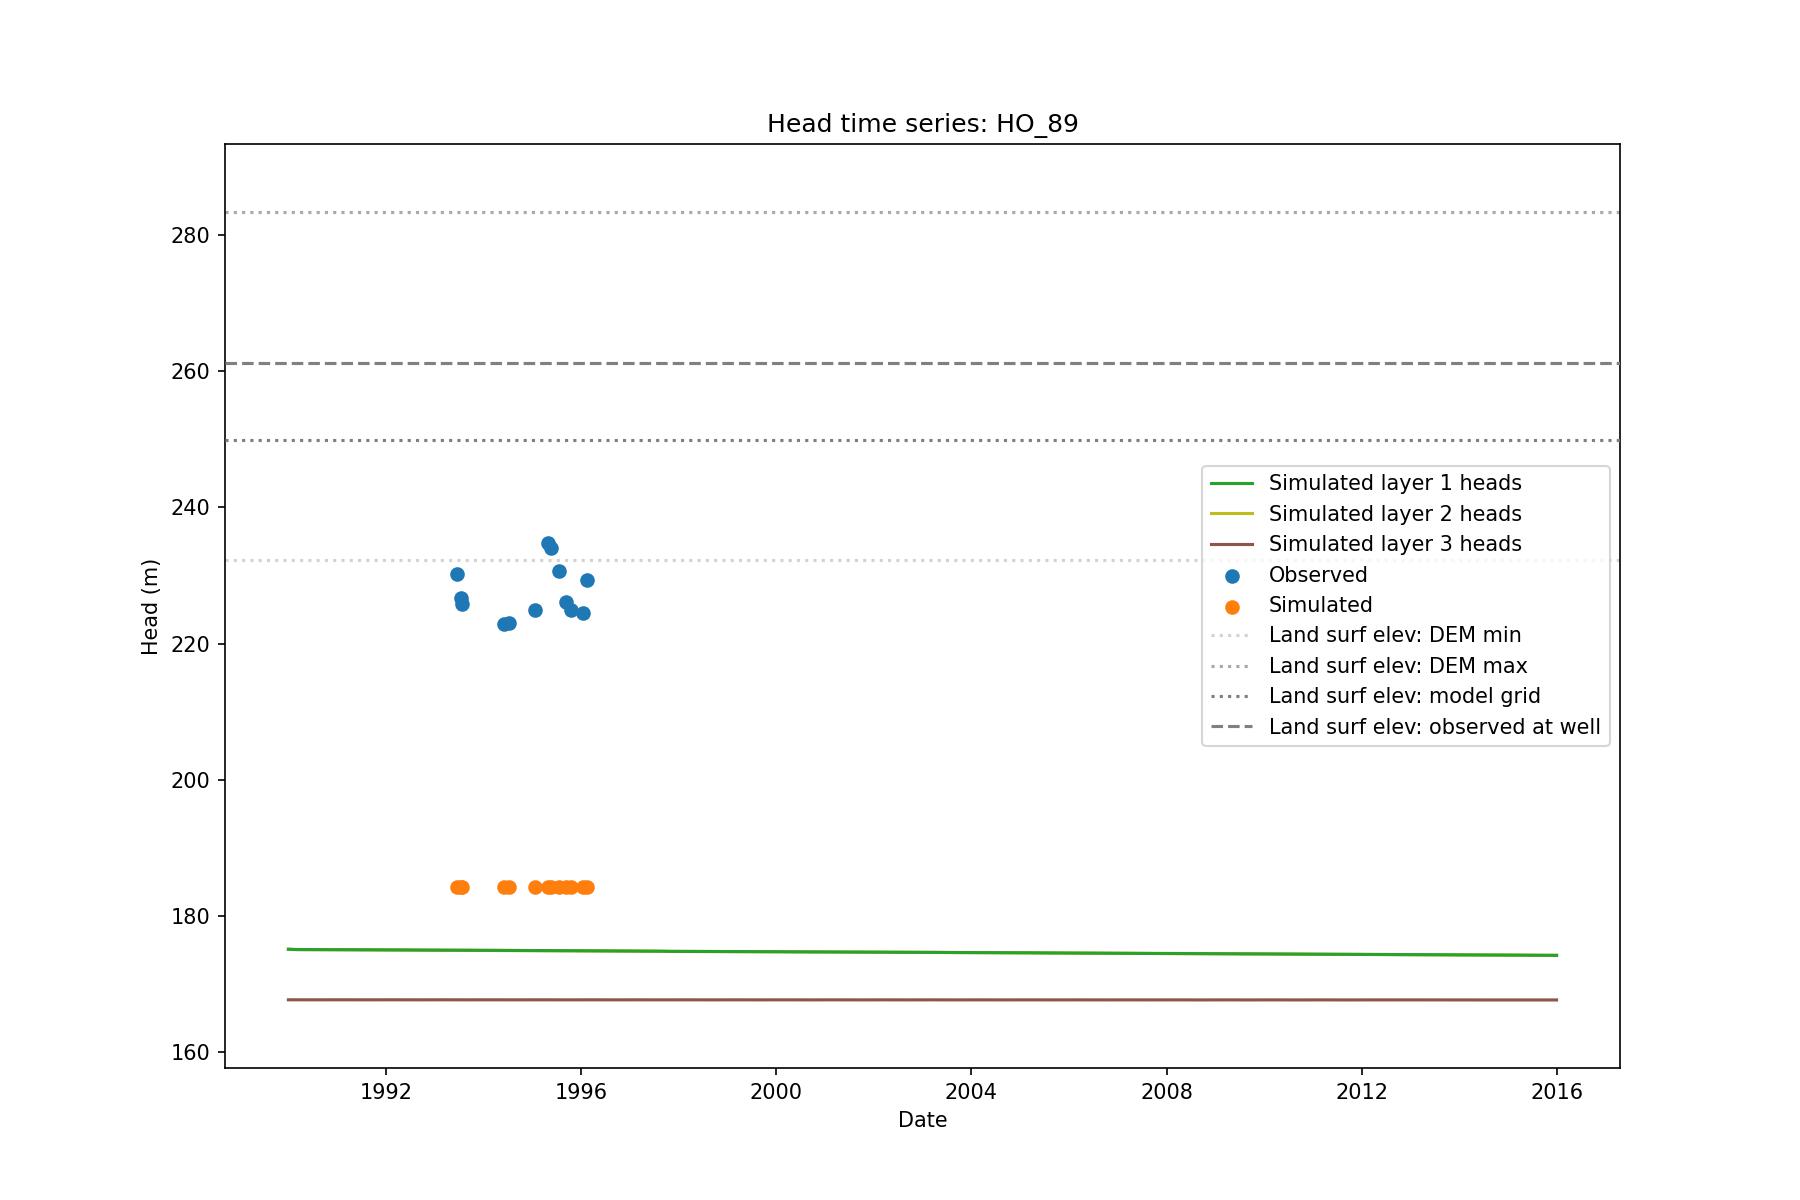 Head time series: HO_89
280
260
240
220
200
180
160
Head (m)
Simulated layer 1 heads
Simulated layer 2 heads
Simulated layer 3 heads
Observed
Simulated
Land surf elev: DEM min
Land surf elev: DEM max
Land surf elev: model grid
Land surf elev: observed at well
1992 1996 2000 2004 2008 2012 2016
Date